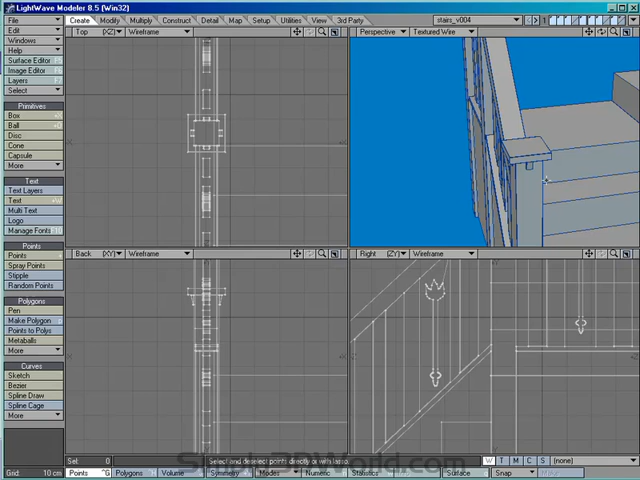 LightWave Modeler 8.5 (Win32)
File
Create Modify Multiply Construct Detail Map Setup Utilities View 3rd Party
stairs_v004
1
Edit
Windows
Help
Surface Editor F5
Image Editor F6
Layers
Select
Primitives
Box
Ball
Disc
Cone
Capsule
More
Text
Text Layers
Text
Multi Text
Logo
Manage Fonts
Points
Points
Spray Points
Stipple
Random Points
Polygons
Pen
Make Polygon
Points to Polys
Metaballs
More
Curves
Sketch
Bezier
Spline Draw
Spline Cage
More
Top (XZ) Wireframe
Perspective Textured Wire
Back (XY) Wireframe
Right (ZY) Wireframe
Sel: 0
Select and deselect points directly or with lasso.
W T M C S (none)
Grid: 10 cm
Points ^G Polygons Volume Symmetry Modes Numeric Statistics Surface Snap
Simple3DWorld.com